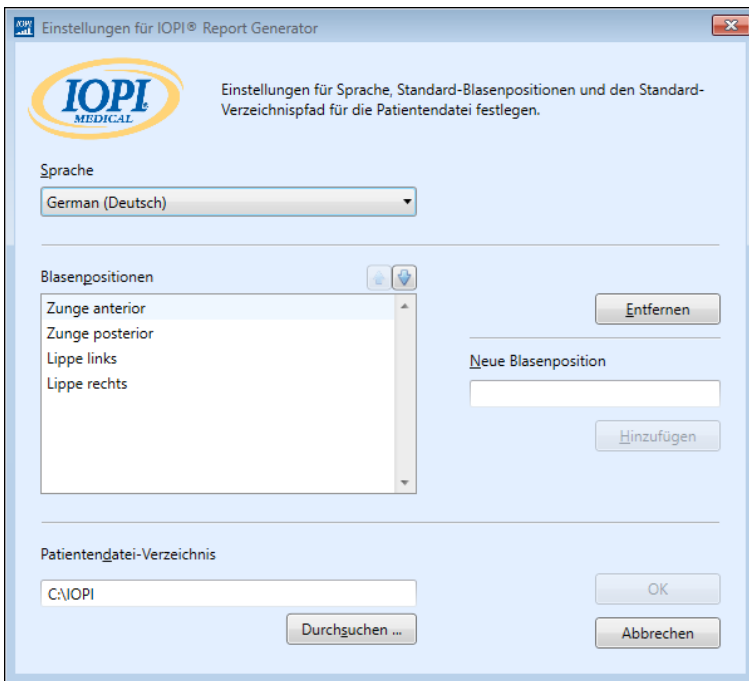 IOPI
Einstellungen für IOPI® Report Generator
IOPI®
MEDICAL
Einstellungen für Sprache, Standard-Blasenpositionen und den Standard-
Verzeichnispfad für die Patientendatei festlegen.
Sprache
German (Deutsch)
Blasenpositionen
Zunge anterior
Zunge posterior
Lippe links
Lippe rechts
Entfernen
Neue Blasenposition
Hinzufügen
Patientendatei-Verzeichnis
C:\IOPI
Durchsuchen ...
OK
Abbrechen